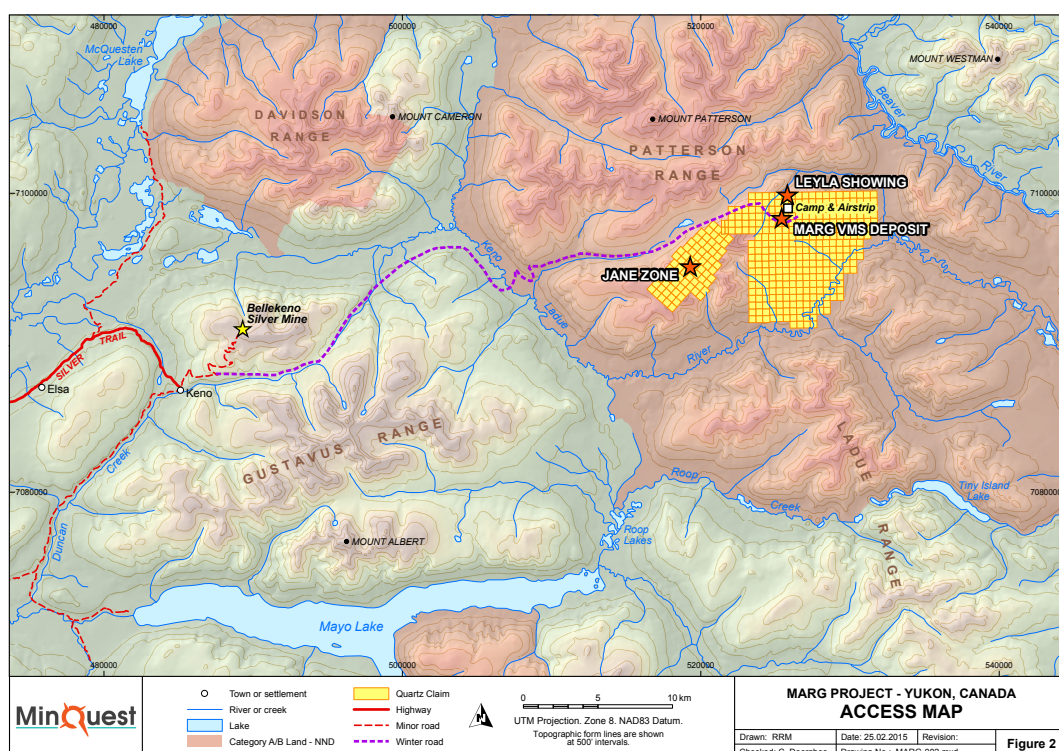 480000
500000
520000
540000
McQuesten
Lake
MOUNT WESTMAN
Beaver
River
DAVIDSON
RANGE
MOUNT CAMERON
MOUNT PATTERSON
PATTERSON
RANGE
7100000
7100000
LEYLA SHOWING
Camp & Airstrip
MARG VMS DEPOSIT
JANE ZONE
Keno
Ladue
River
Bellekeno
Silver Mine
SILVER TRAIL
Elsa
Keno
GUSTAVUS RANGE
LADUE
RANGE
Duncan
Creek
7080000
7080000
Roop
Creek
Tiny Island
Lake
Roop
Lakes
MOUNT ALBERT
Mayo Lake
480000
500000
520000
540000
MinQuest
Town or settlement
River or creek
Lake
Category A/B Land - NND
Quartz Claim
Highway
Minor road
Winter road
0 5 10 km
N
UTM Projection. Zone 8. NAD83 Datum.
Topographic form lines are shown
at 500' intervals.
MARG PROJECT - YUKON, CANADA
ACCESS MAP
Drawn: RRM Date: 25.02.2015 Revision:
Figure 2